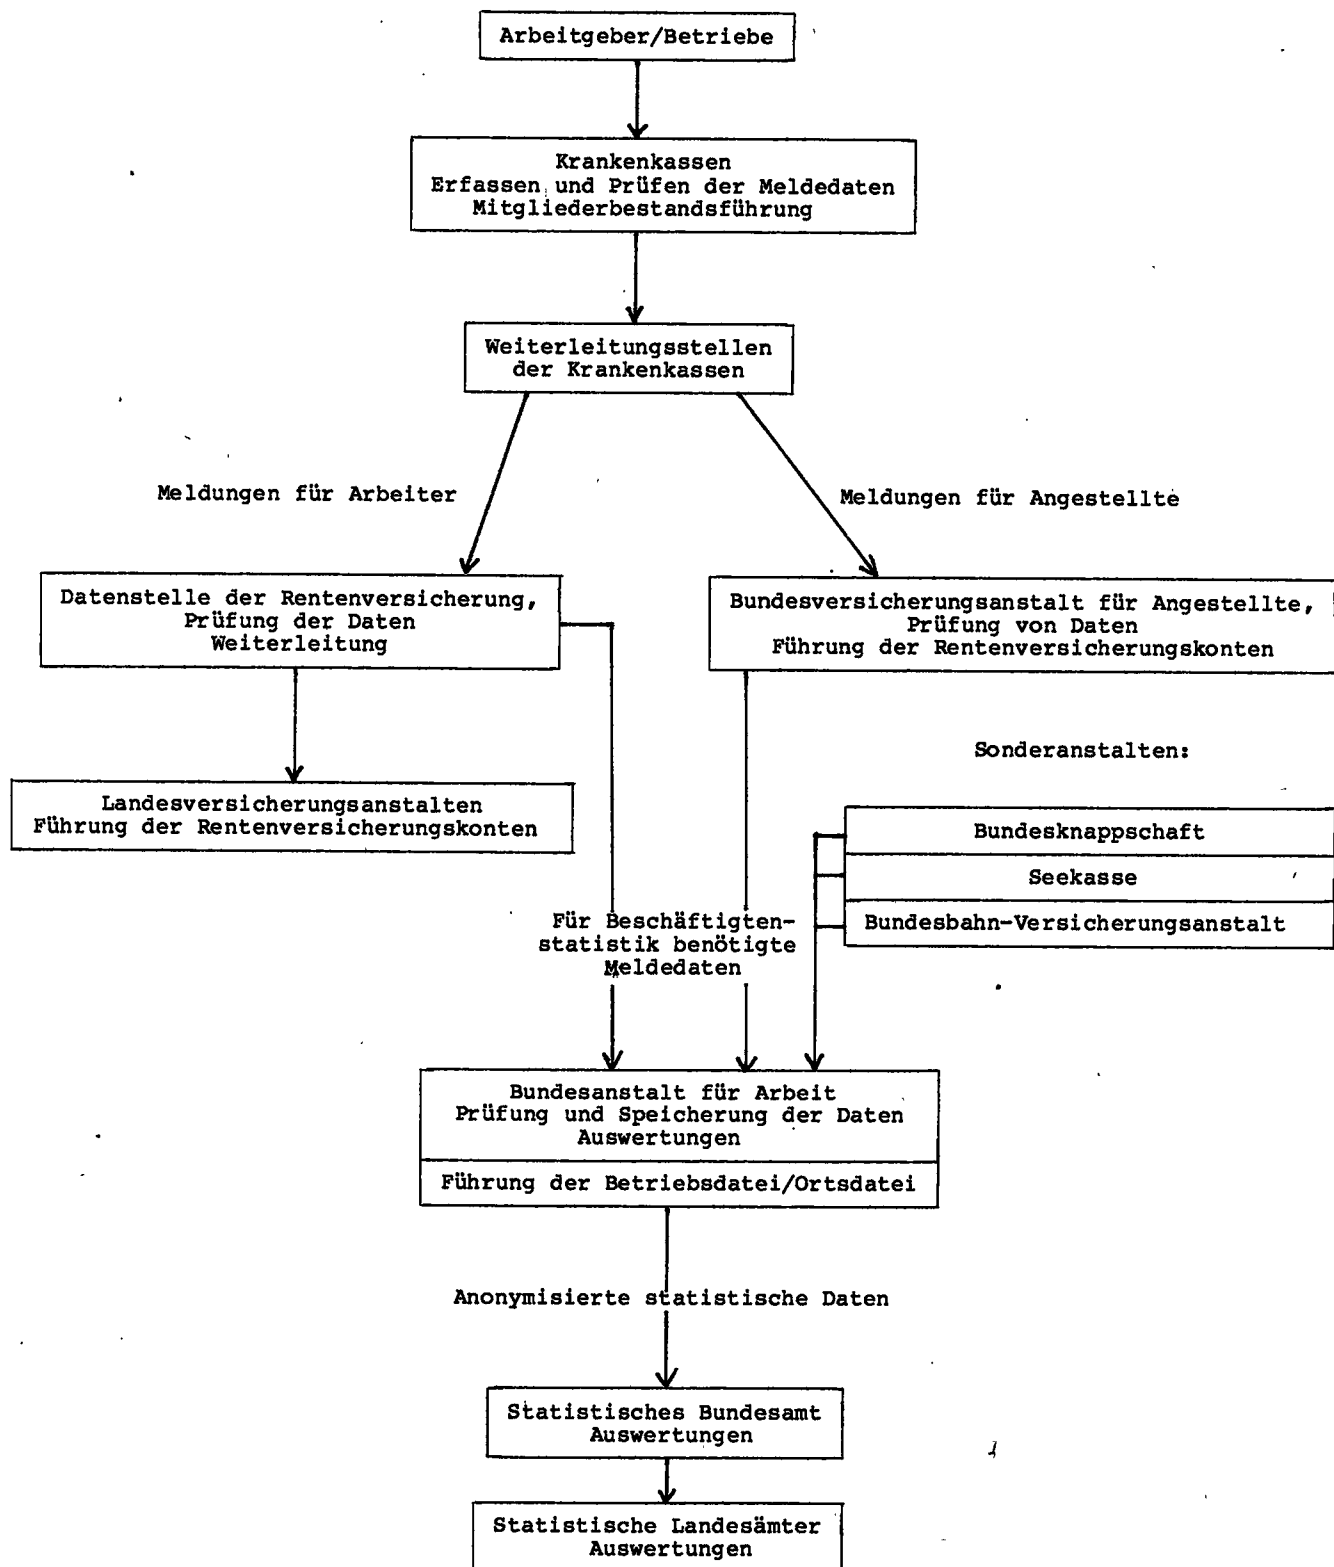 Arbeitgeber/Betriebe
Krankenkassen
Erfassen und Prüfen der Meldedaten
Mitgliederbestandsführung
Weiterleitungsstellen
der Krankenkassen
Meldungen für Arbeiter
Meldungen für Angestellte
Datenstelle der Rentenversicherung,
Prüfung der Daten
Weiterleitung
Bundesversicherungsanstalt für Angestellte,
Prüfung von Daten
Führung der Rentenversicherungskonten
Sonderanstalten:
Landesversicherungsanstalten
Führung der Rentenversicherungskonten
Bundesknappschaft
Seekasse
Bundesbahn-Versicherungsanstalt
Für Beschäftigten-
statistik benötigte
Meldedaten
Bundesanstalt für Arbeit
Prüfung und Speicherung der Daten
Auswertungen
Führung der Betriebsdatei/Ortsdatei
Anonymisierte statistische Daten
Statistisches Bundesamt
Auswertungen
Statistische Landesämter
Auswertungen